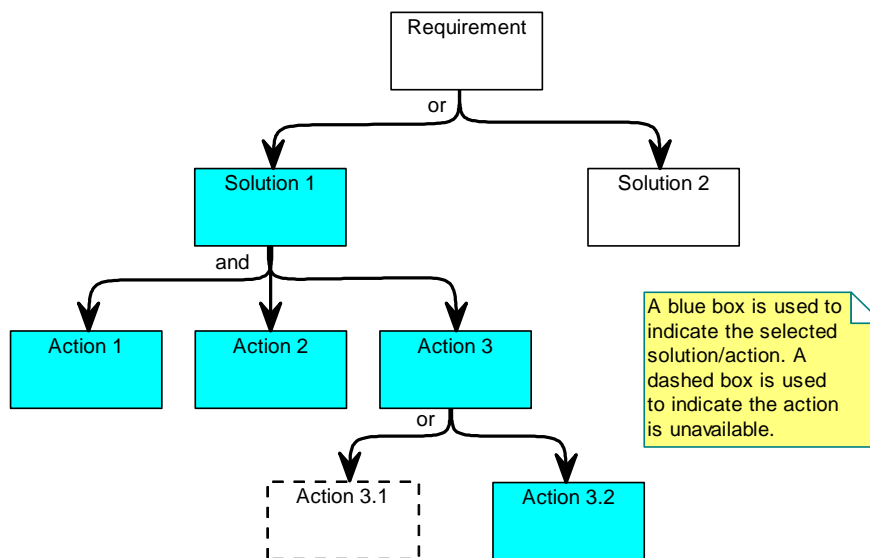 Requirement
or
Solution 1
Solution 2
and
Action 1
Action 2
Action 3
A blue box is used to
indicate the selected
solution/action. A
dashed box is used
to indicate the action
is unavailable.
or
Action 3.1
Action 3.2